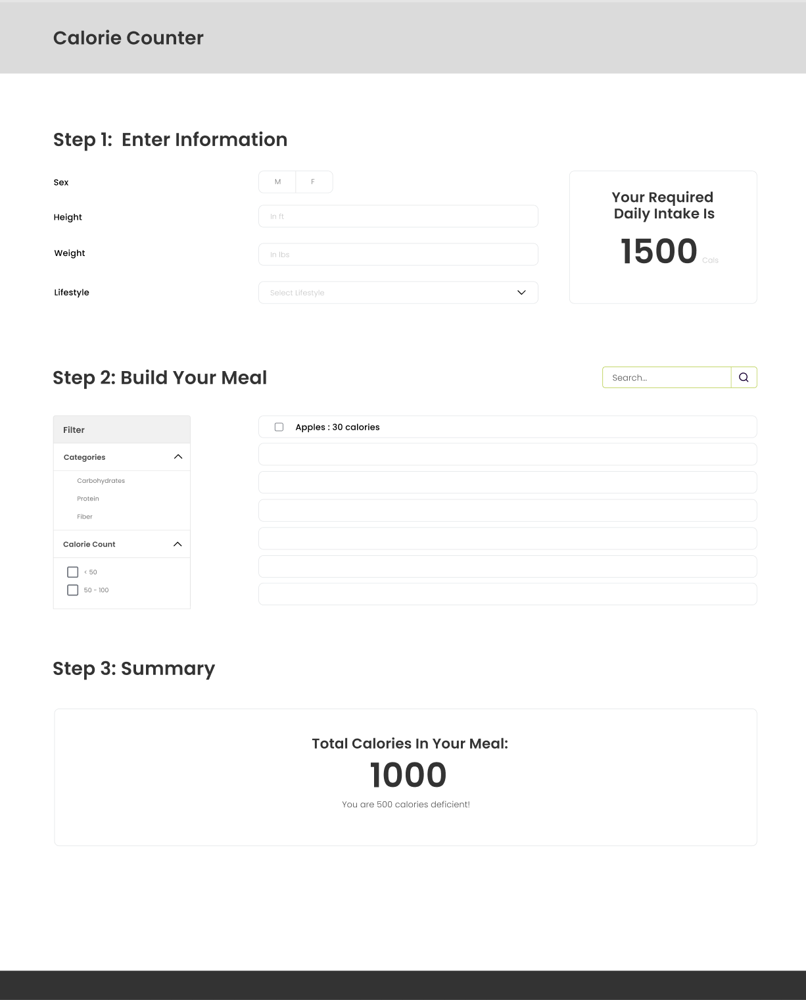 Calorie Counter
Step 1: Enter Information
Sex
M F
Height
In ft
Weight
In lbs
Lifestyle
Select Lifestyle
Your Required
Daily Intake Is
1500 Cals
Step 2: Build Your Meal
Search...
Filter
Categories
Carbohydrates
Protein
Fiber
Calorie Count
< 50
50 - 100
Apples : 30 calories
Step 3: Summary
Total Calories In Your Meal:
1000
You are 500 calories deficient!